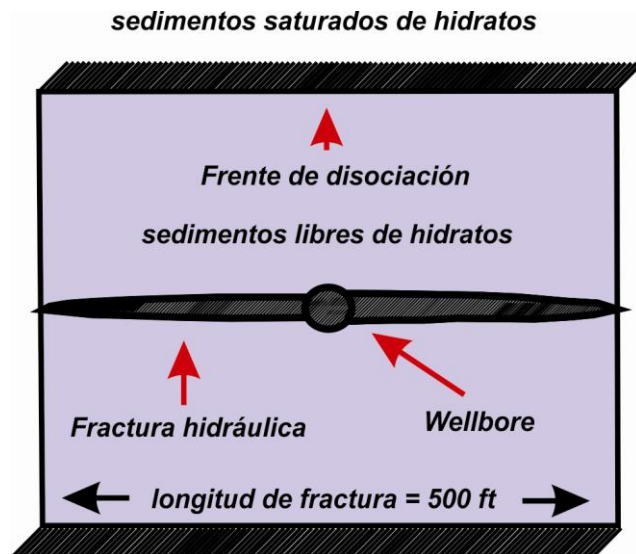 sedimentos saturados de hidratos
Frente de disociación
sedimentos libres de hidratos
Fractura hidráulica
Wellbore
longitud de fractura = 500 ft